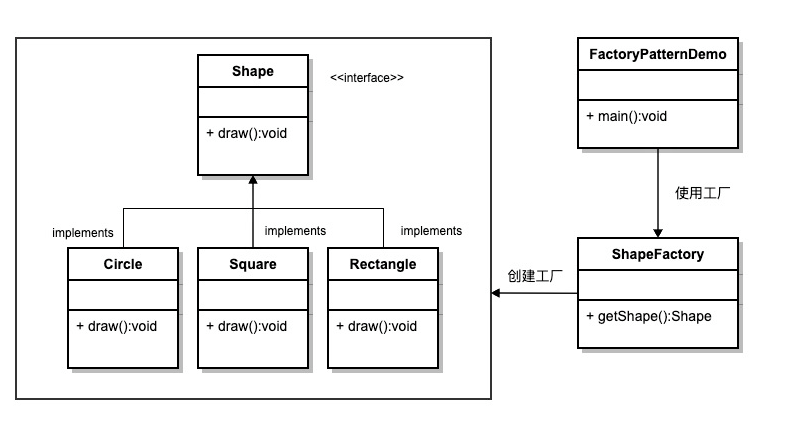 Shape
<<interface>>
+ draw():void
implements
implements
implements
Circle
+ draw():void
Square
+ draw():void
Rectangle
+ draw():void
FactoryPatternDemo
+ main():void
使用工厂
ShapeFactory
+ getShape():Shape
创建工厂